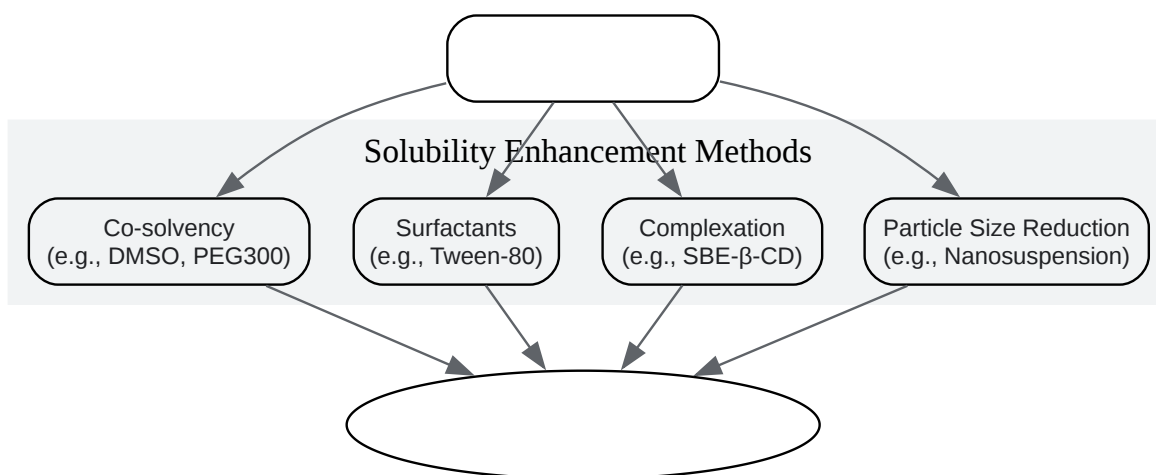 Solubility Enhancement Methods
Co-solvency
(e.g., DMSO, PEG300)
Surfactants
(e.g., Tween-80)
Complexation
(e.g., SBE-β-CD)
Particle Size Reduction
(e.g., Nanosuspension)